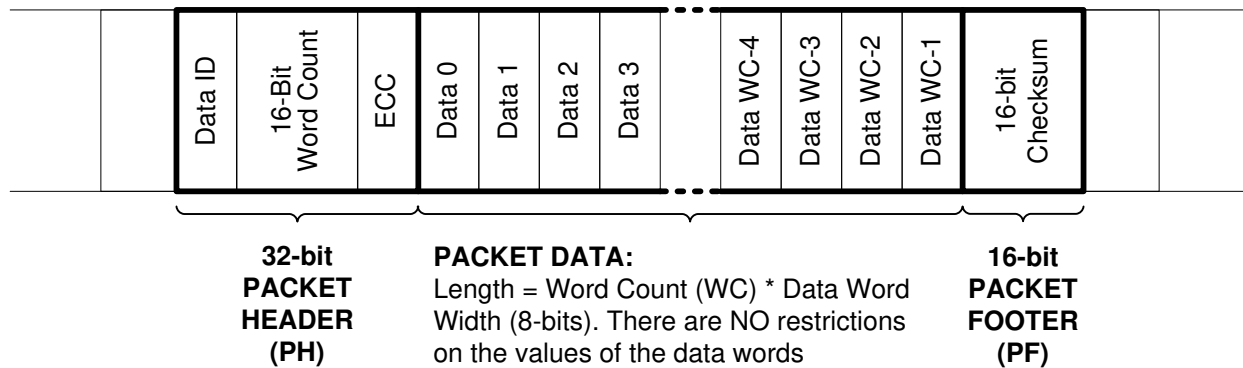 Data ID
16-Bit
Word Count
ECC
Data 0
Data 1
Data 2
Data 3
Data WC-4
Data WC-3
Data WC-2
Data WC-1
16-bit
Checksum
32-bit
PACKET
HEADER
(PH)
PACKET DATA:
Length = Word Count (WC) * Data Word
Width (8-bits). There are NO restrictions
on the values of the data words
16-bit
PACKET
FOOTER
(PF)